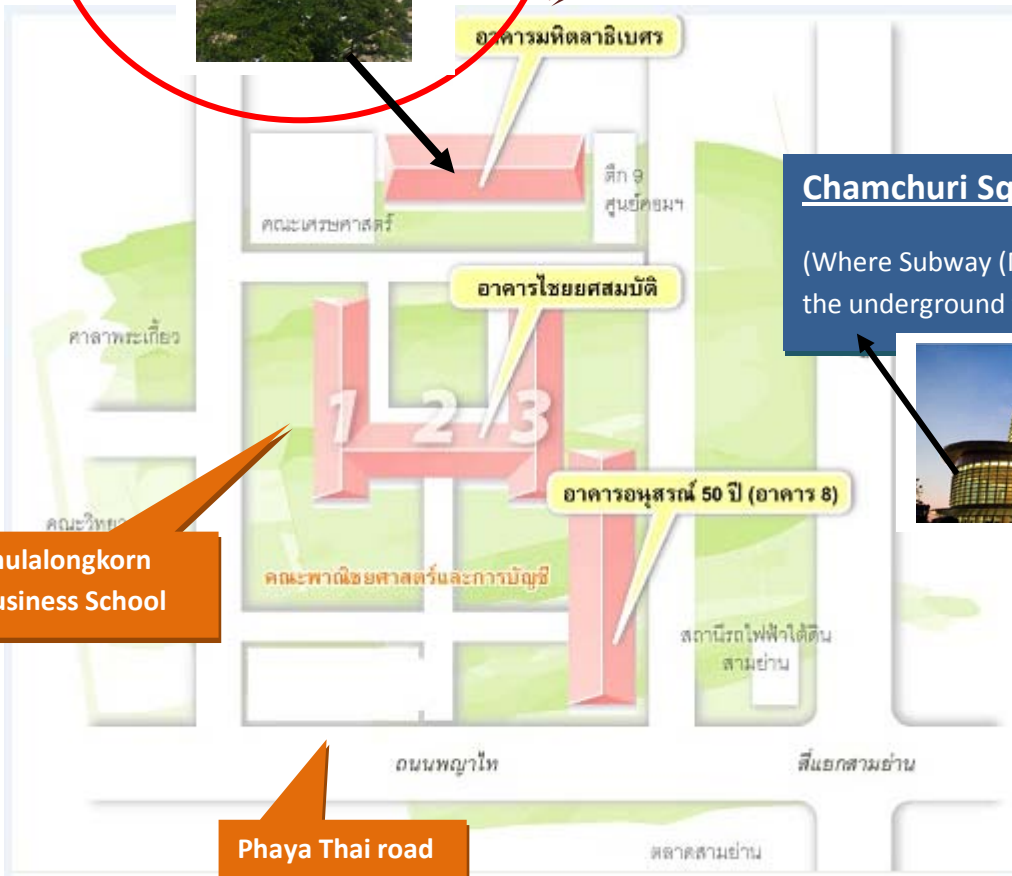 อาคารมหิตลาธิเบศร
ตึก 9
ศูนย์คอมฯ
คณะเศรษฐศาสตร์
Chamchuri Sq
(Where Subway (
the underground
อาคารไชยยศสมบัติ
ศาลาพระเกี้ยว
1 2 3
อาคารอนุสรณ์ 50 ปี (อาคาร 8)
คณะวิทยา
hulalongkorn
usiness School
คณะพาณิชยศาสตร์และการบัญชี
สถานีรถไฟฟ้าใต้ดิน
สามย่าน
ถนนพญาไท
สี่แยกสามย่าน
Phaya Thai road
ตลาดสามย่าน